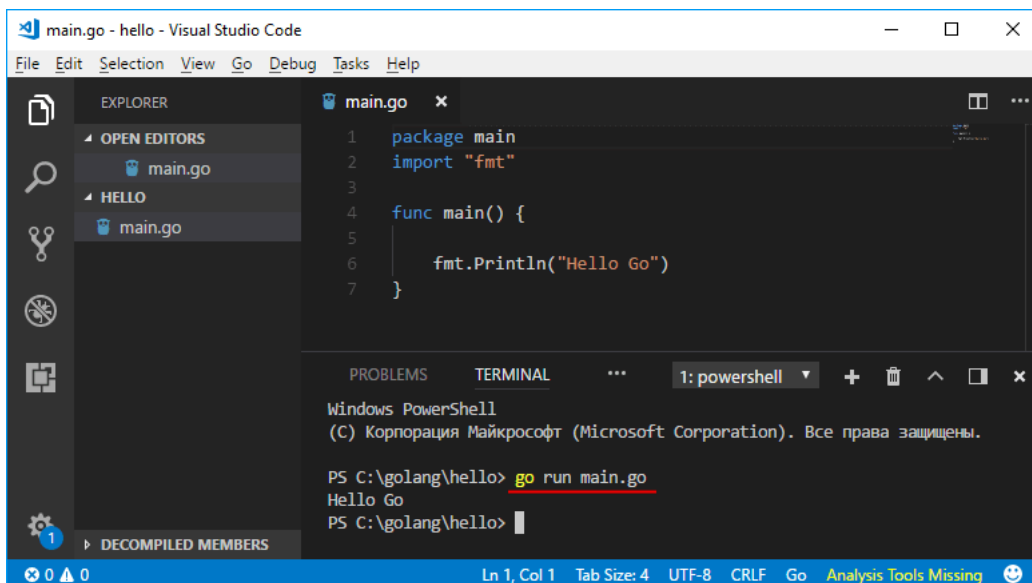 main.go - hello - Visual Studio Code
File Edit Selection View Go Debug Tasks Help
EXPLORER
OPEN EDITORS
main.go
HELLO
main.go
DECOMPILED MEMBERS
main.go
1 package main
2 import "fmt"
3
4 func main() {
5
6 fmt.Println("Hello Go")
7 }
PROBLEMS TERMINAL ... 1: powershell
Windows PowerShell
(C) Корпорация Майкрософт (Microsoft Corporation). Все права защищены.
PS C:\golang\hello> go run main.go
Hello Go
PS C:\golang\hello>
1
0 0 Ln 1, Col 1 Tab Size: 4 UTF-8 CRLF Go Analysis Tools Missing